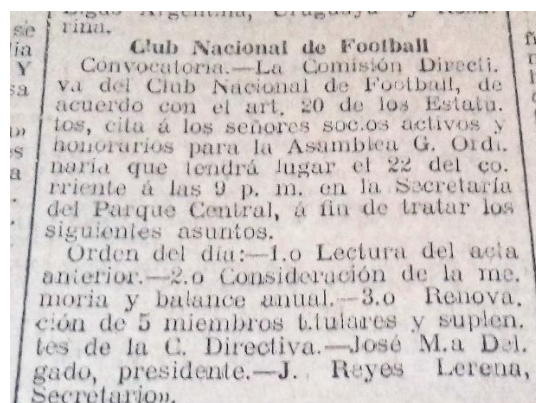 Ligas Argentina, Uruguaya y Rosa-
rina.
Club Nacional de Football
Convocatoria.—La Comisión Directi.
va del Club Nacional de Football, de
acuerdo con el art. 20 de los Estatu.
tos, cita á los señores socios activos y
honorarios para la Asamblea G. Ordi.
naria que tendrá lugar el 22 del co.
rriente á las 9 p. m. en la Secretaría
del Parque Central, á fin de tratar los
siguientes asuntos.
Orden del día:—1.o Lectura del acta
anterior.—2.o Consideración de la me.
moria y balance anual.—3.o Renova.
ción de 5 miembros titulares y suplen.
tes de la C. Directiva.—José M.a Del.
gado, presidente.—J. Reyes Lerena,
Secretario».